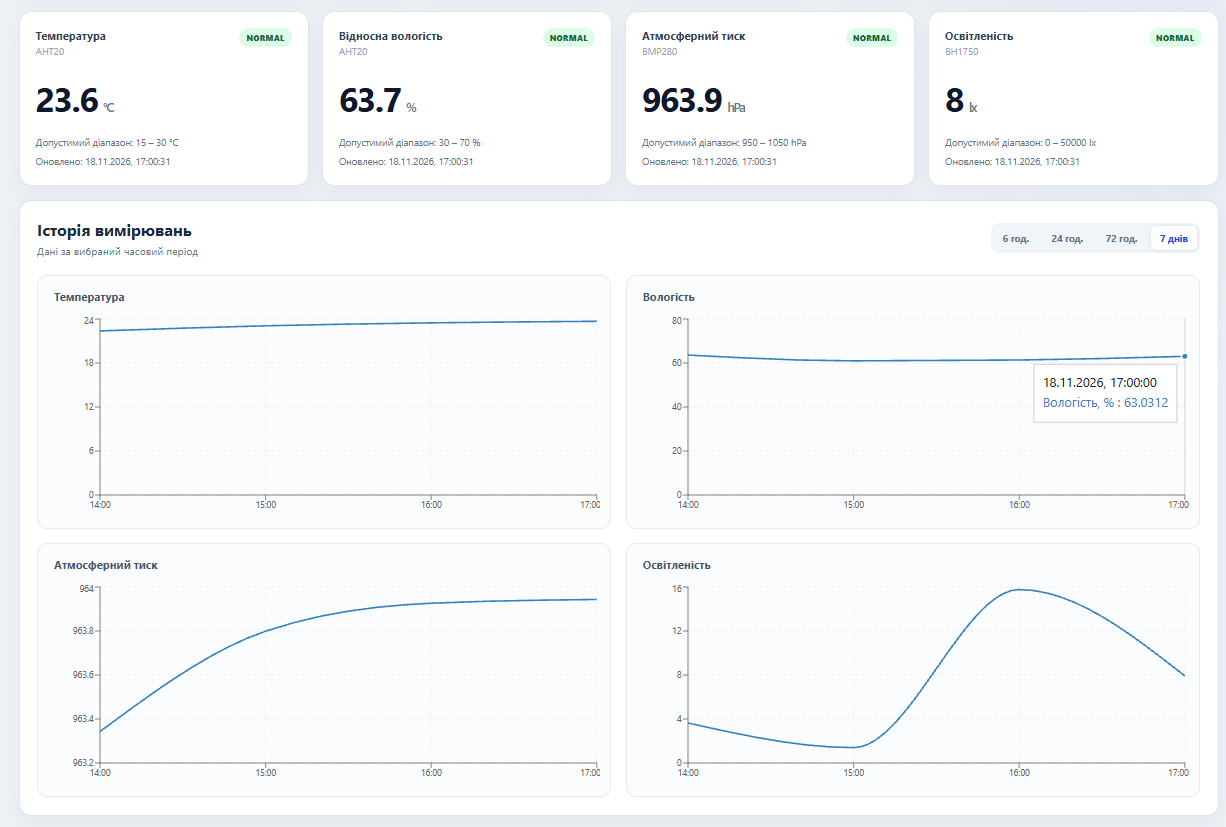 Температура
NORMAL
AHT20
23.6 °C
Допустимий діапазон: 15 – 30 °C
Оновлено: 18.11.2026, 17:00:31
Відносна вологість
NORMAL
AHT20
63.7 %
Допустимий діапазон: 30 – 70 %
Оновлено: 18.11.2026, 17:00:31
Атмосферний тиск
NORMAL
BMP280
963.9 hPa
Допустимий діапазон: 950 – 1050 hPa
Оновлено: 18.11.2026, 17:00:31
Освітленість
NORMAL
BH1750
8 lx
Допустимий діапазон: 0 – 50000 lx
Оновлено: 18.11.2026, 17:00:31
Історія вимірювань
Дані за вибраний часовий період
6 год. 24 год. 72 год. 7 днів
Температура
24
18
12
6
0
14:00 15:00 16:00 17:00
Вологість
80
60
40
20
0
14:00 15:00 16:00 17:00
18.11.2026, 17:00:00
Вологість, % : 63.0312
Атмосферний тиск
964
963.8
963.6
963.4
963.2
14:00 15:00 16:00 17:00
Освітленість
16
12
8
4
0
14:00 15:00 16:00 17:00